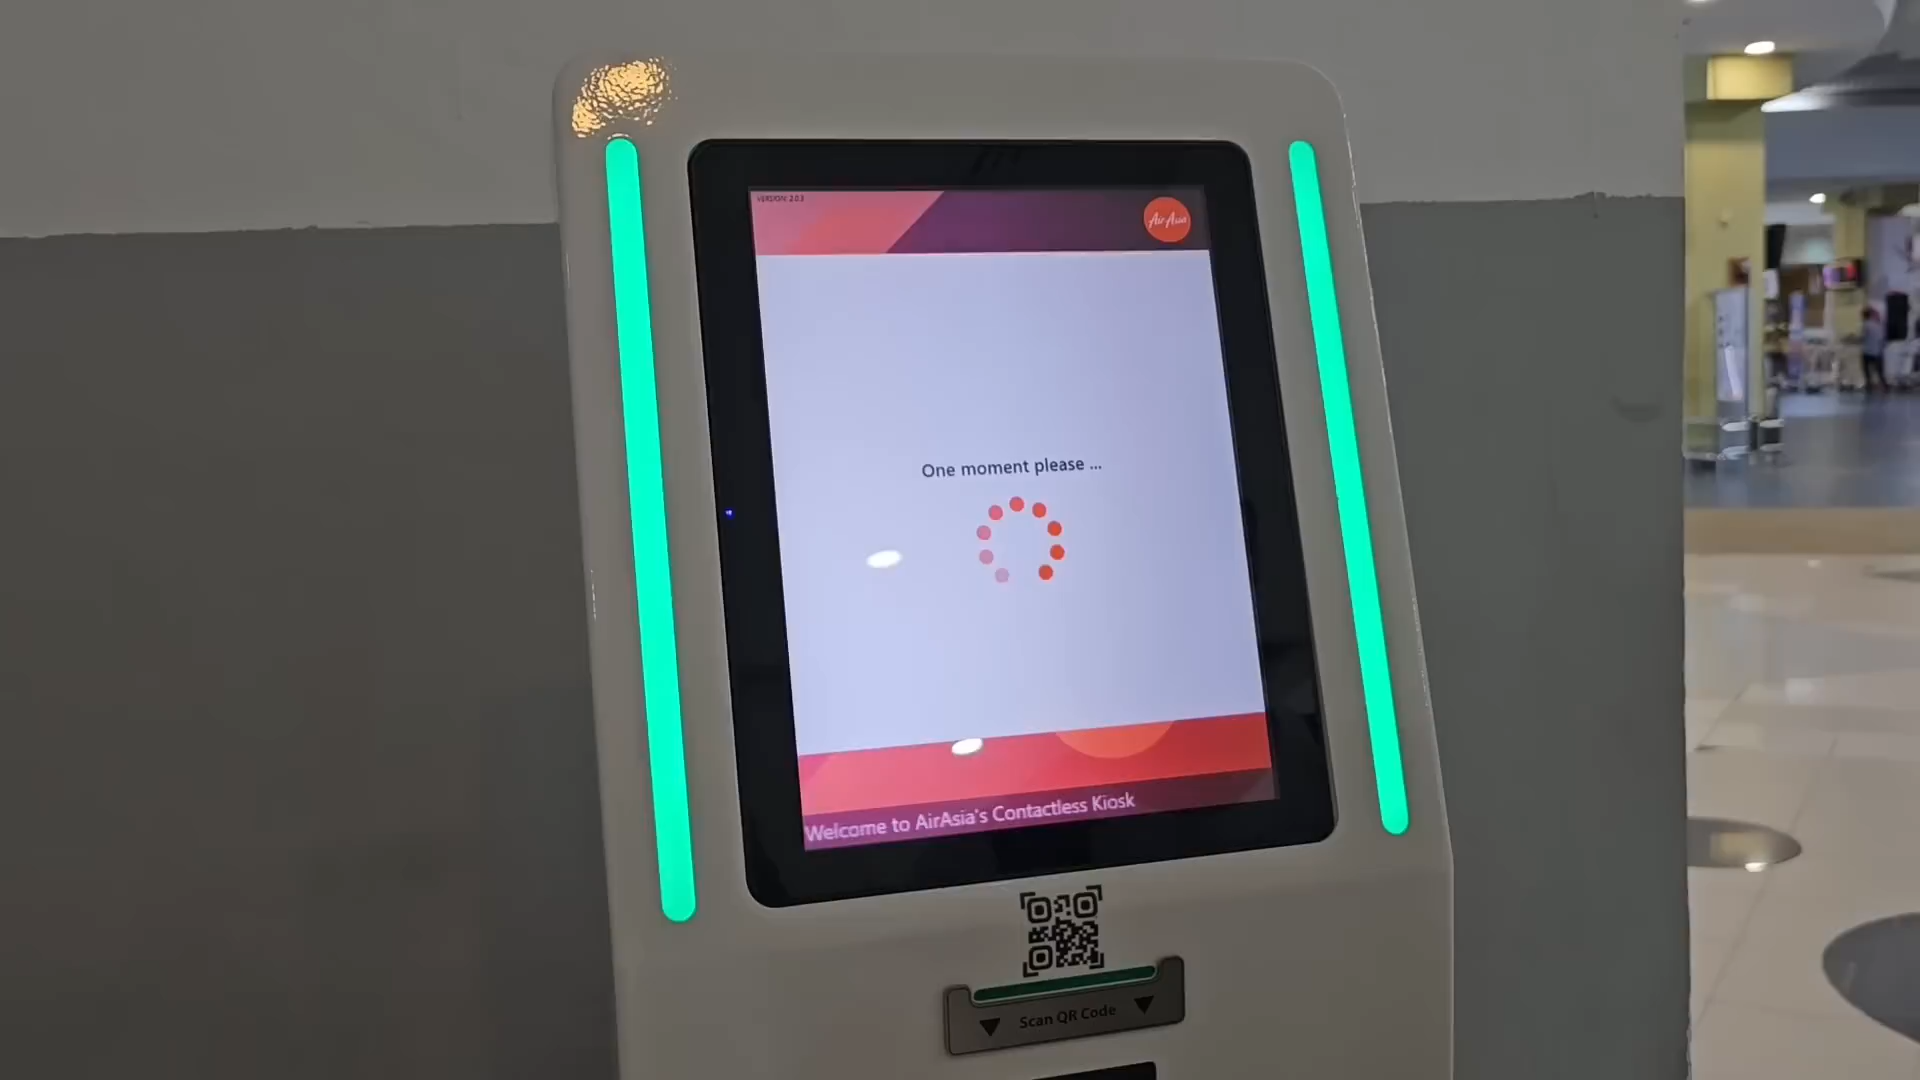 VERSION: 2.0.3
AirAsia
One moment please ...
Welcome to AirAsia's Contactless Kiosk
Scan QR Code